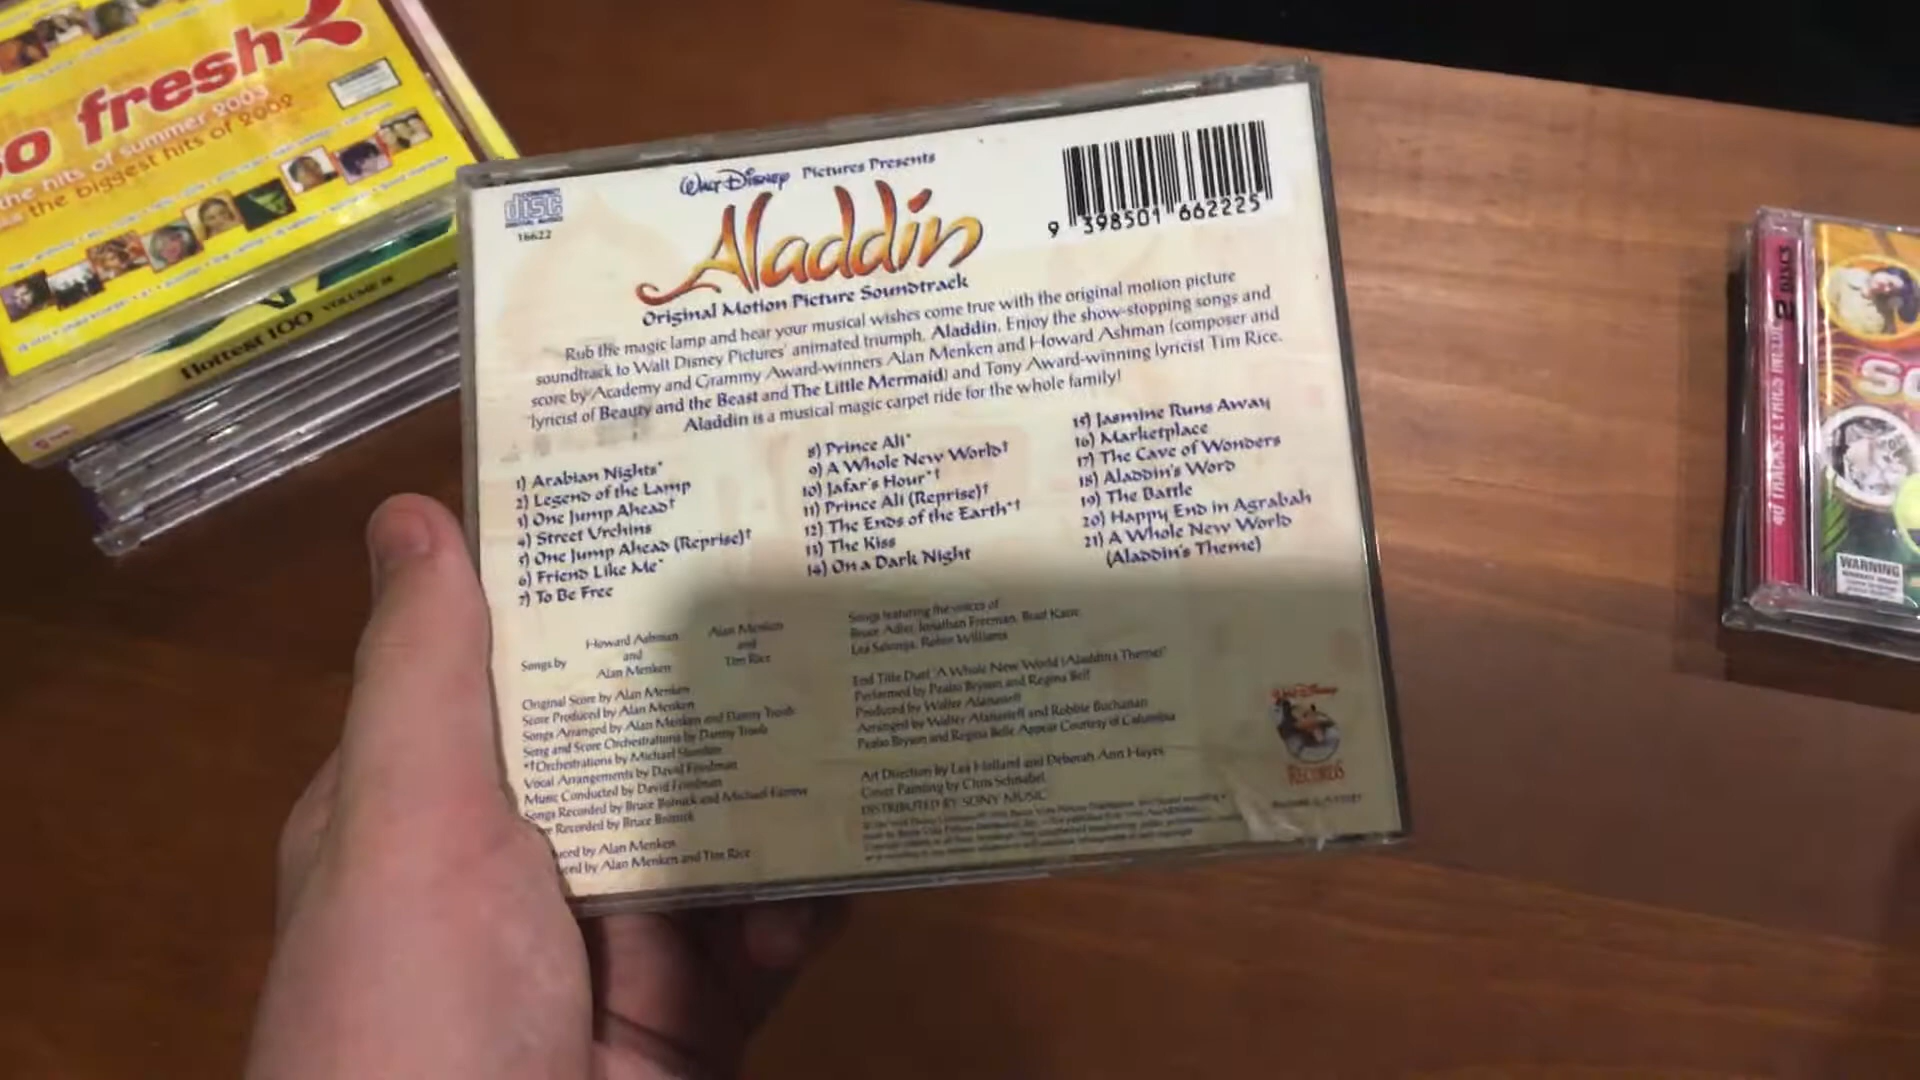 so fresh
the hits of summer 2003
the biggest hits of 2002
Hottest 100 VOLUME
disc
16622
Walt Disney Pictures Presents
Aladdin
Original Motion Picture Soundtrack
9 398501 662225
Rub the magic lamp and hear your musical wishes come true with the original motion picture
soundtrack to Walt Disney Pictures' animated triumph, Aladdin. Enjoy the show-stopping songs and
score by Academy and Grammy Award-winners Alan Menken and Howard Ashman (composer and
lyricist of Beauty and the Beast and The Little Mermaid) and Tony Award-winning lyricist Tim Rice.
Aladdin is a musical magic carpet ride for the whole family!
1) Arabian Nights*
2) Legend of the Lamp
3) One Jump Ahead†
4) Street Urchins
5) One Jump Ahead (Reprise)†
6) Friend Like Me*
7) To Be Free
8) Prince Ali*
9) A Whole New World†
10) Jafar's Hour*†
11) Prince Ali (Reprise)†
12) The Ends of the Earth*†
13) The Kiss
14) On a Dark Night
15) Jasmine Runs Away
16) Marketplace
17) The Cave of Wonders
18) Aladdin's Word
19) The Battle
20) Happy End in Agrabah
21) A Whole New World
(Aladdin's Theme)
Songs by
Howard Ashman
and
Alan Menken
Alan Menken
and
Tim Rice
Original Score by Alan Menken
Score Produced by Alan Menken
Songs Arranged by Alan Menken and Danny Troob
Song and Score Orchestrations by Danny Troob
*†Orchestrations by Michael Starobin
Vocal Arrangements by David Friedman
Music Conducted by David Friedman
Songs Recorded by Bruce Botnick and Michael Farrow
Recorded by Bruce Botnick
by Alan Menken
by Alan Menken and Tim Rice
Songs featuring the voices of
Bruce Adler, Jonathan Freeman, Brad Kane
Lea Salonga, Robin Williams
End Title Duet "A Whole New World (Aladdin's Theme)"
Performed by Peabo Bryson and Regina Belle
Produced by Walter Afanasieff
Arranged by Walter Afanasieff and Robbie Buchanan
Peabo Bryson and Regina Belle Appear Courtesy of Columbia
Art Direction by Lea Holland and Deborah Ann Hayes
Cover Painting by Chris Schnabel
DISTRIBUTED BY SONY MUSIC
Walt Disney
RECORDS
2 DISCS
40 TRACKS: LYRICS
WARNING